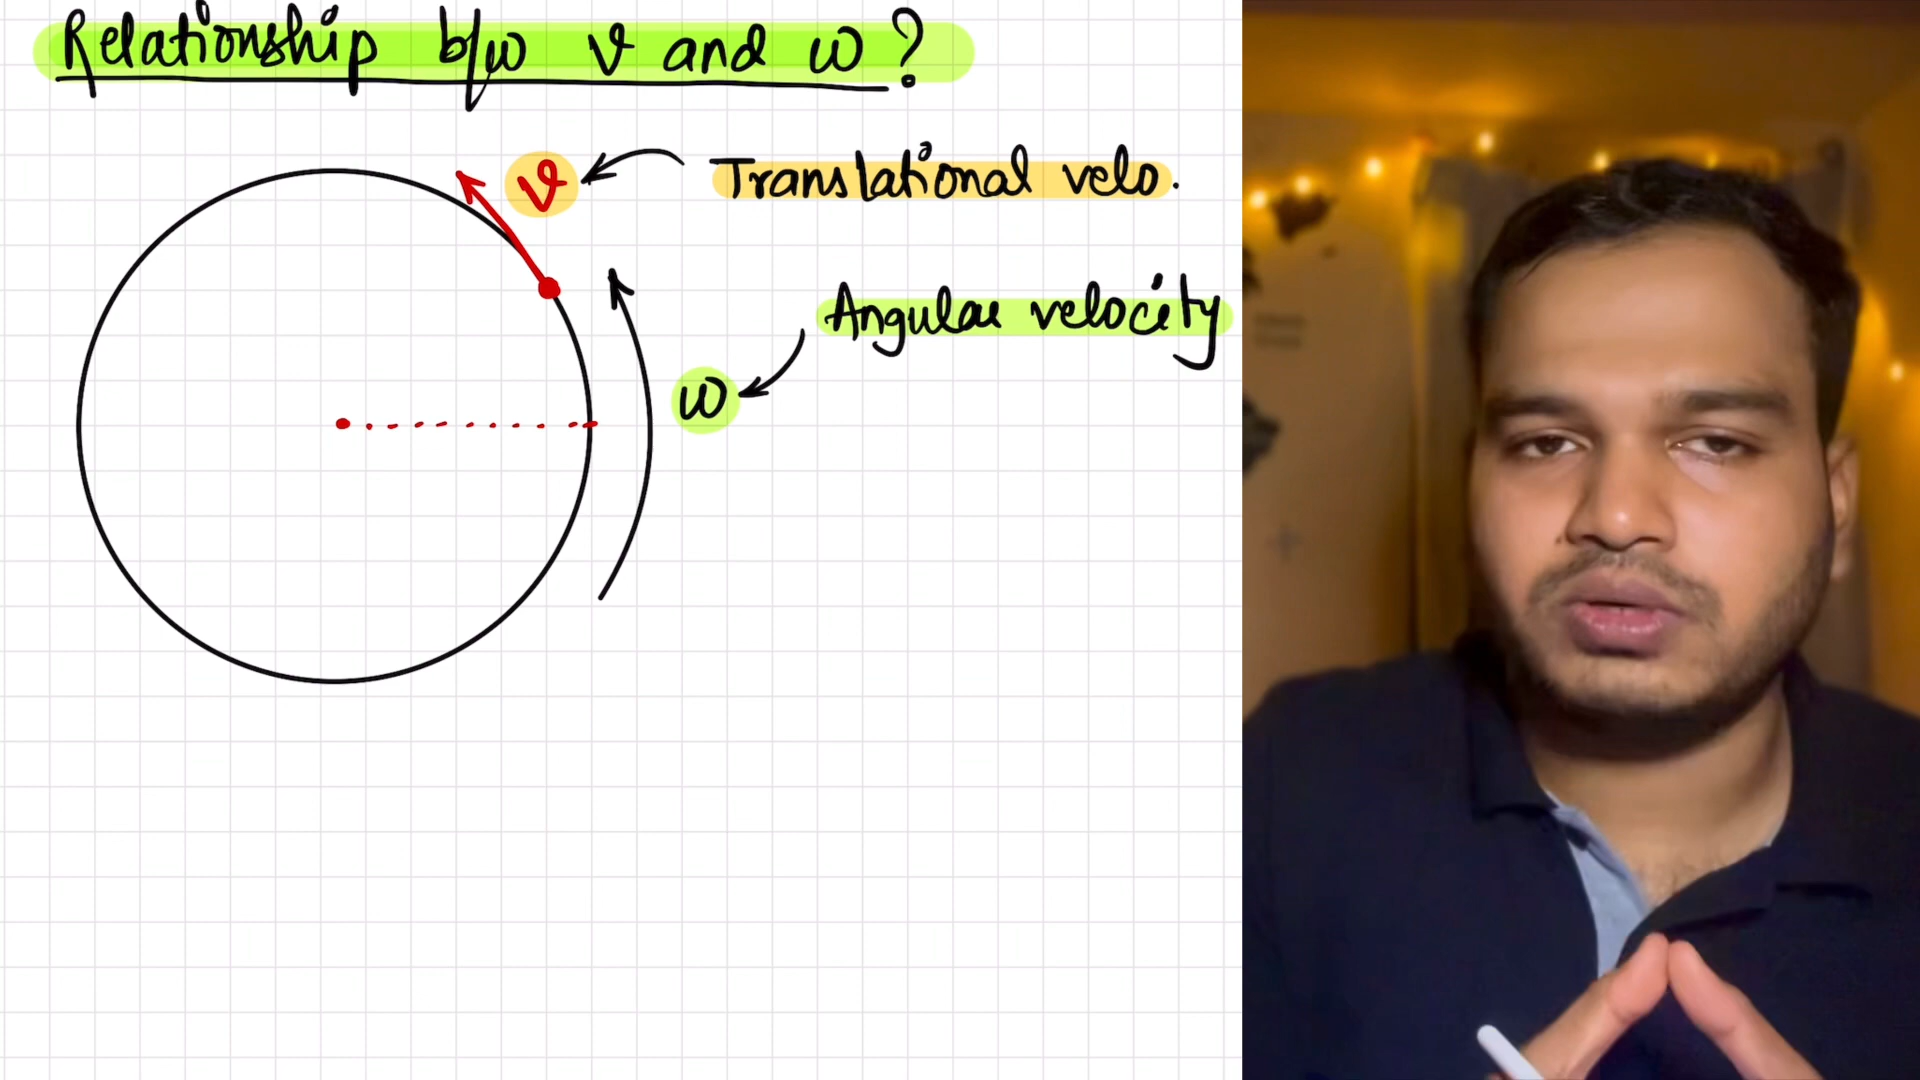 Relationship b/w v and ω ?
v
Translational velo.
Angular velocity
ω